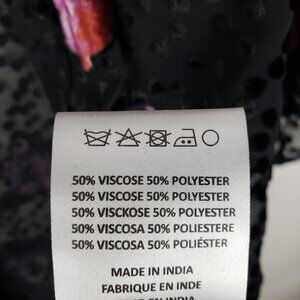 50% VISCOSE 50% POLYESTER
50% VISCOSE 50% POLYESTER
50% VISCKOSE 50% POLYESTER
50% VISCOSA 50% POLIESTERE
50% VISCOSA 50% POLIÉSTER
MADE IN INDIA
FABRIQUE EN INDE